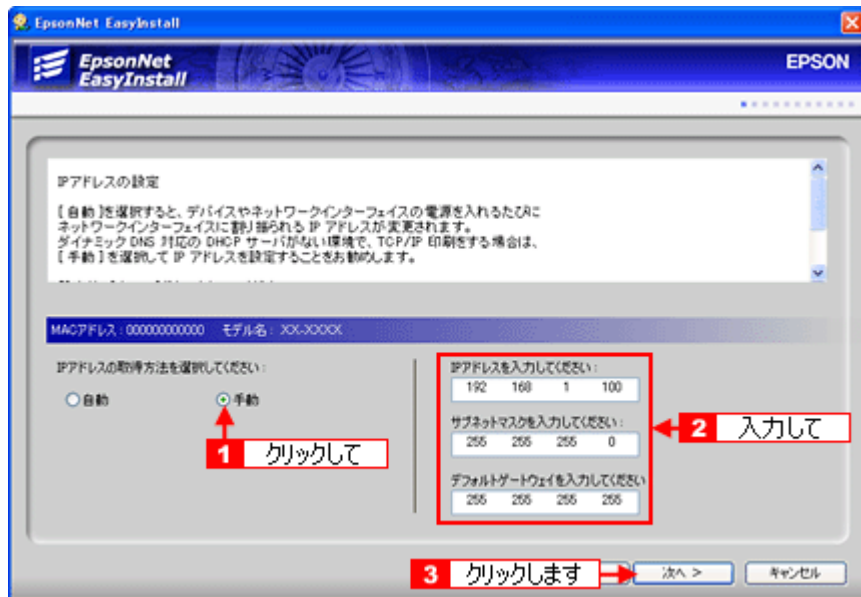 EpsonNet EasyInstall
EpsonNet
EasyInstall
EPSON
IPアドレスの設定
[自動]を選択すると、デバイスやネットワークインターフェイスの電源を入れるたびに
ネットワークインターフェイスに割り振られる IP アドレスが変更されます。
ダイナミック DNS 対応の DHCP サーバがない環境で、TCP/IP 印刷をする場合は、
[手動]を選択して IP アドレスを設定することをお勧めします。
MACアドレス:000000000000 モデル名: XX-XXXX
IPアドレスの取得方法を選択してください:
自動
手動
1 クリックして
IPアドレスを入力してください:
192 168 1 100
サブネットマスクを入力してください:
255 255 255 0
デフォルトゲートウェイを入力してください
255 255 255 255
2 入力して
3 クリックします
次へ >
キャンセル